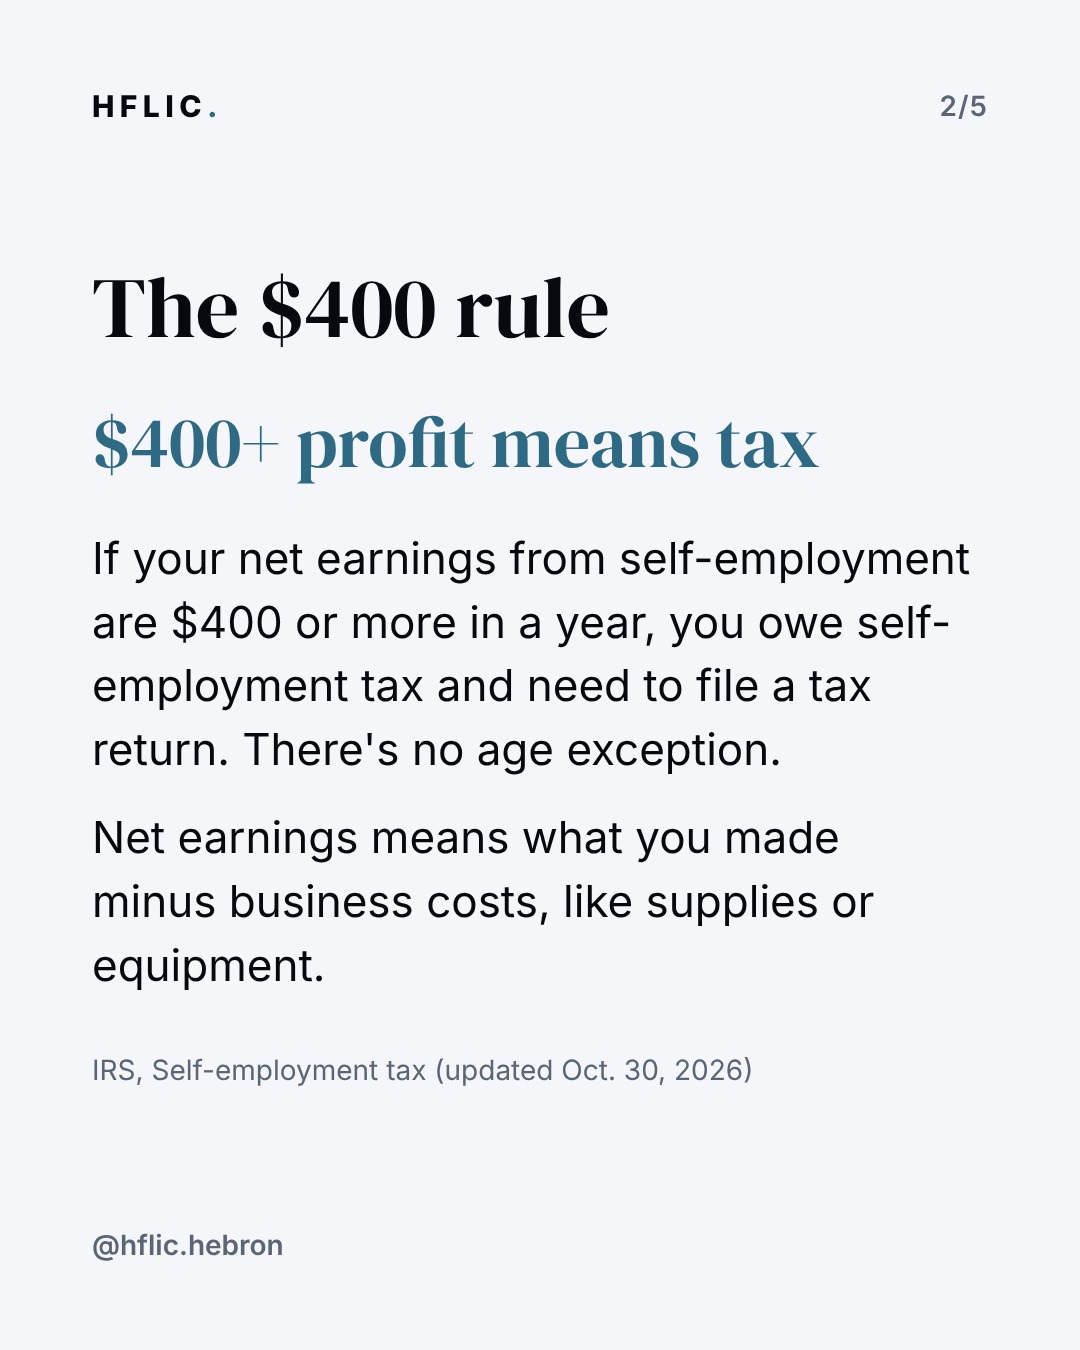 HFLIC.
2/5
The $400 rule
$400+ profit means tax
If your net earnings from self-employment
are $400 or more in a year, you owe self-
employment tax and need to file a tax
return. There's no age exception.
Net earnings means what you made
minus business costs, like supplies or
equipment.
IRS, Self-employment tax (updated Oct. 30, 2026)
@hflic.hebron